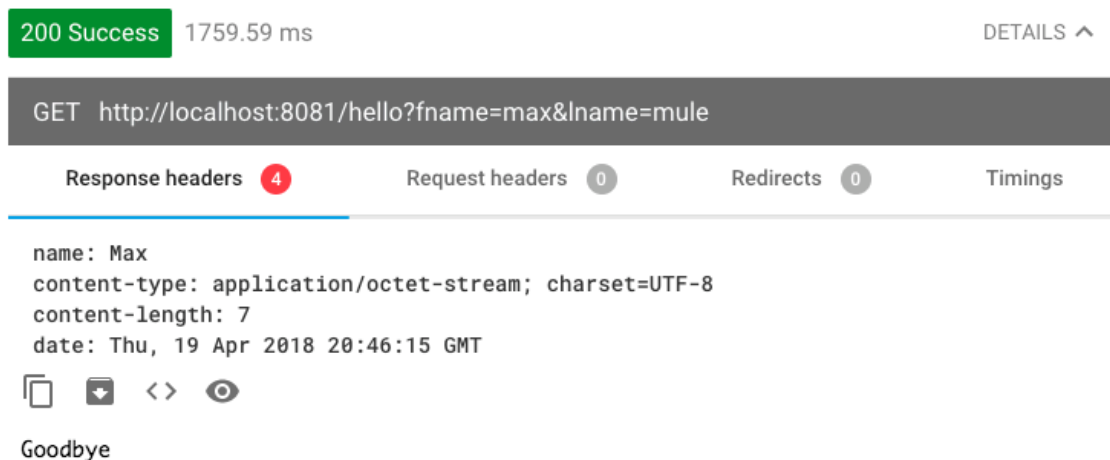 200 Success 1759.59 ms DETAILS
GET http://localhost:8081/hello?fname=max&lname=mule
Response headers 4 Request headers 0 Redirects 0 Timings
name: Max
content-type: application/octet-stream; charset=UTF-8
content-length: 7
date: Thu, 19 Apr 2018 20:46:15 GMT
Goodbye